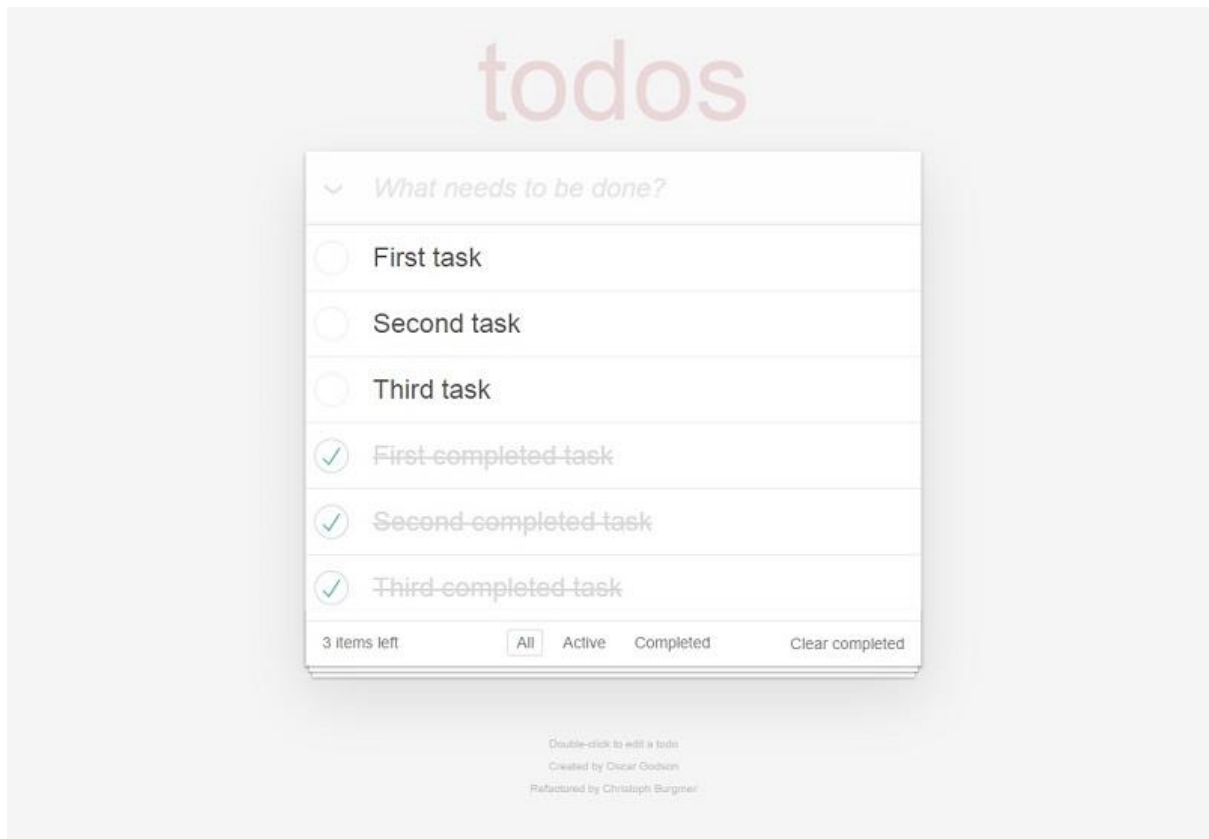 todos
What needs to be done?
First task
Second task
Third task
First completed task
Second completed task
Third completed task
3 items left All Active Completed Clear completed
Double-click to edit a todo
Created by Oscar Godson
Refactored by Christoph Burgmer